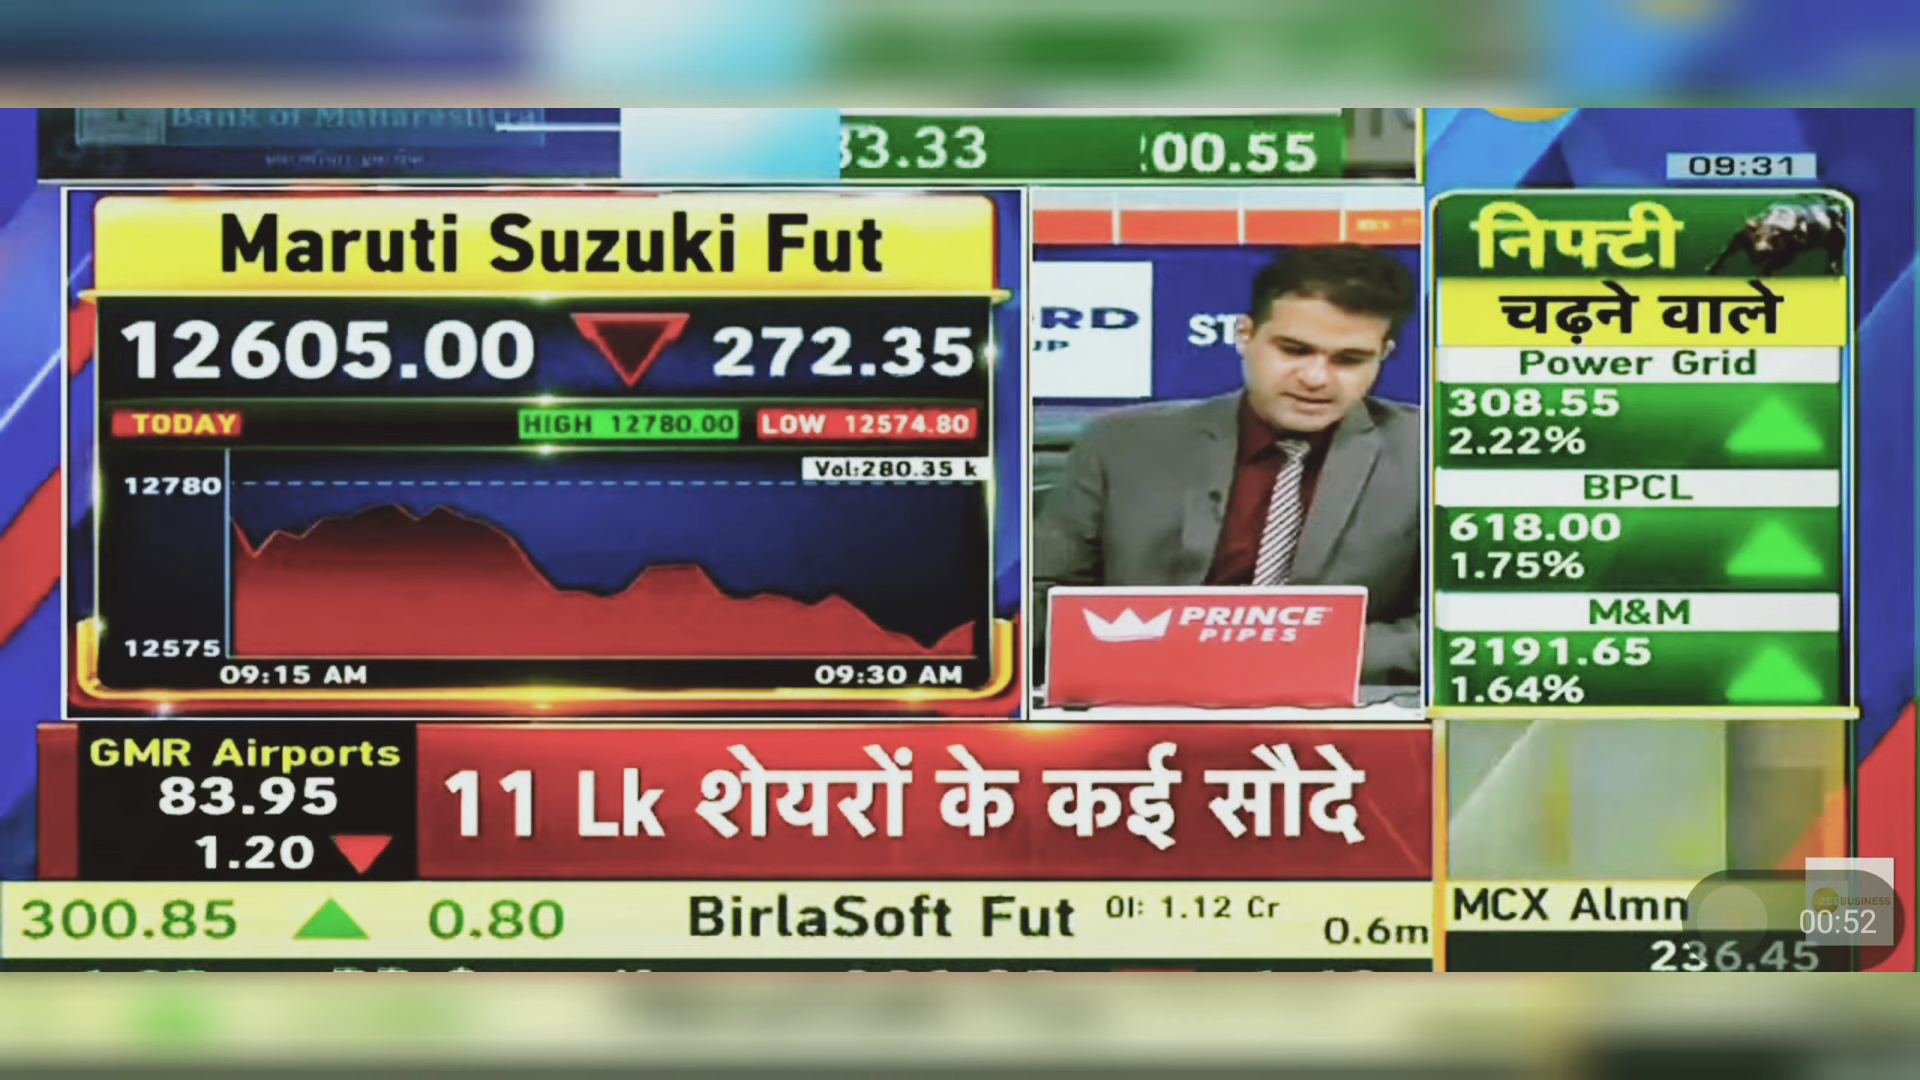 Bank of Maharashtra
33.33
00.55
09:31
Maruti Suzuki Fut
12605.00 272.35
TODAY HIGH 12780.00 LOW 12574.80
Vol:280.35 k
12780
12575
09:15 AM 09:30 AM
RD
ST
PRINCE
PIPES
निफ्टी
चढ़ने वाले
Power Grid
308.55
2.22%
BPCL
618.00
1.75%
M&M
2191.65
1.64%
GMR Airports
83.95
1.20
11 Lk शेयरों के कई सौदे
300.85 0.80 BirlaSoft Fut OI: 1.12 Cr 0.6m
MCX Almn
236.45
ZEEBUSINESS
00:52